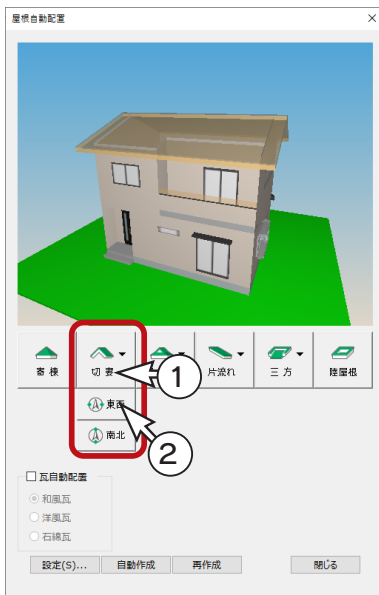 屋根自動配置
寄棟
切妻
片流れ
三方
陸屋根
1
東西
南北
2
瓦自動配置
和風瓦
洋風瓦
石綿瓦
設定(S)... 自動作成 再作成 閉じる